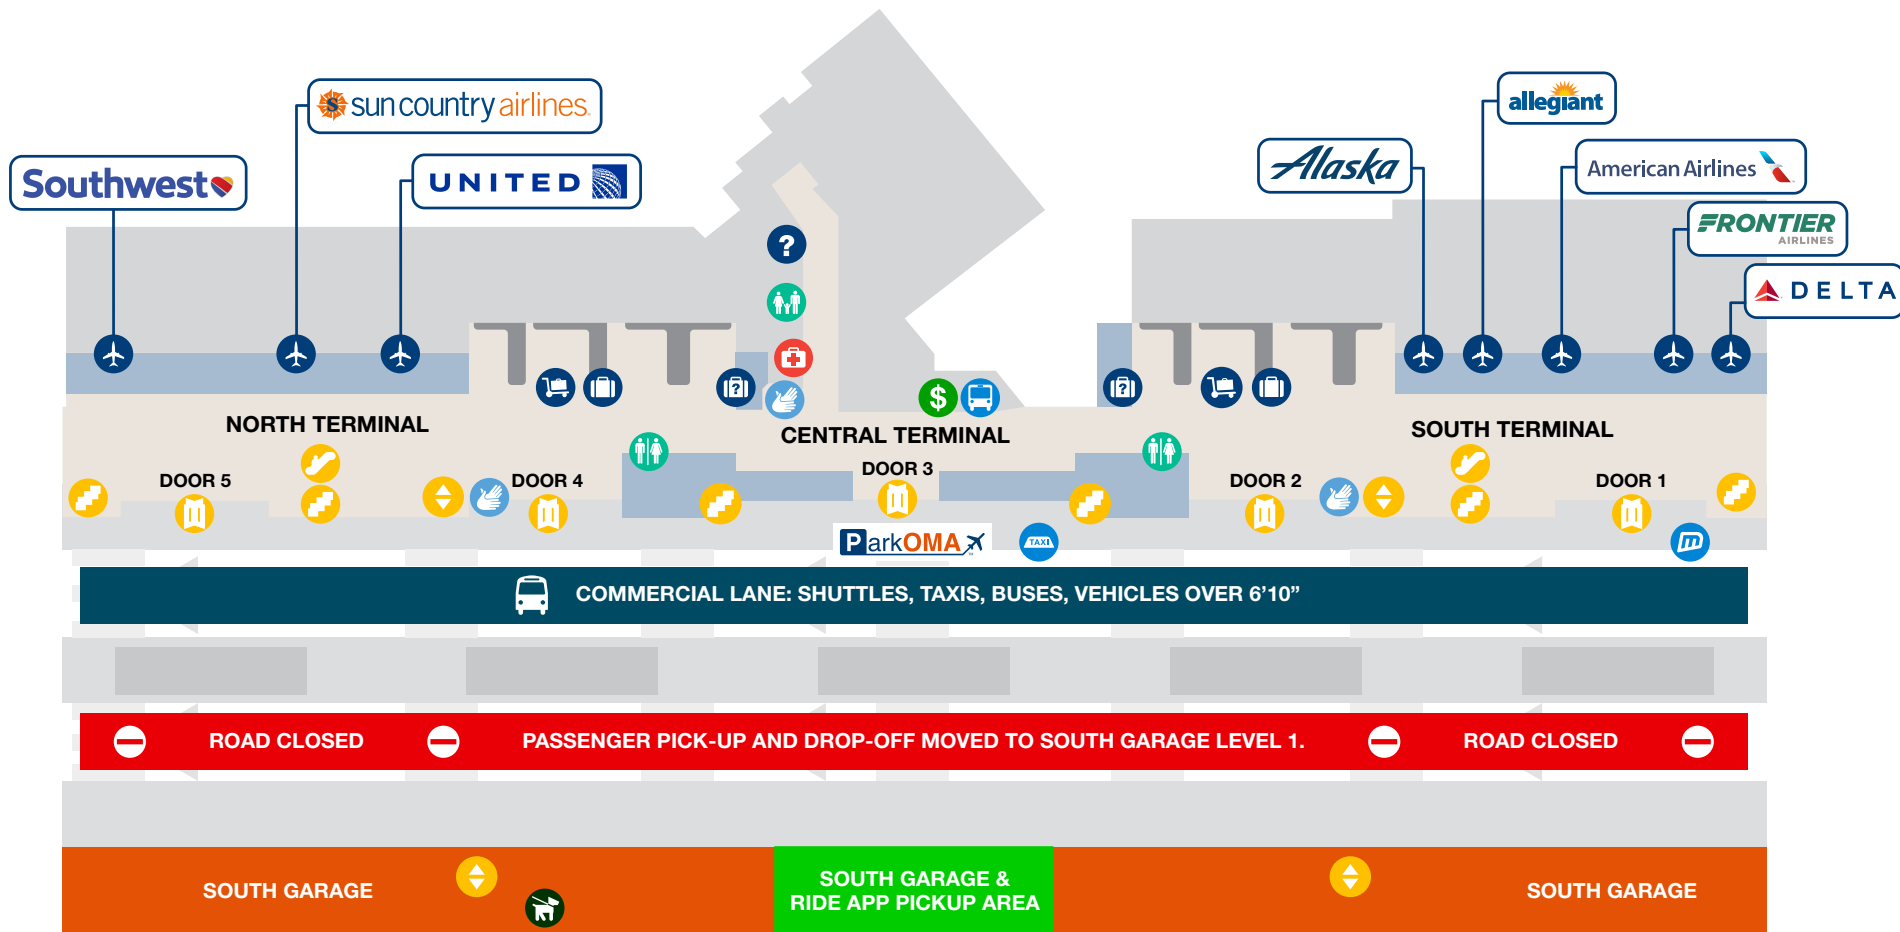 sun country airlines.
allegiant
Southwest
UNITED
Alaska
American Airlines
FRONTIER
AIRLINES
DELTA
?
?
?
$
NORTH TERMINAL
CENTRAL TERMINAL
SOUTH TERMINAL
DOOR 5
DOOR 4
DOOR 3
DOOR 2
DOOR 1
ParkOMA
TAXI
COMMERCIAL LANE: SHUTTLES, TAXIS, BUSES, VEHICLES OVER 6’10”
ROAD CLOSED
PASSENGER PICK-UP AND DROP-OFF MOVED TO SOUTH GARAGE LEVEL 1.
ROAD CLOSED
SOUTH GARAGE
SOUTH GARAGE &
RIDE APP PICKUP AREA
SOUTH GARAGE